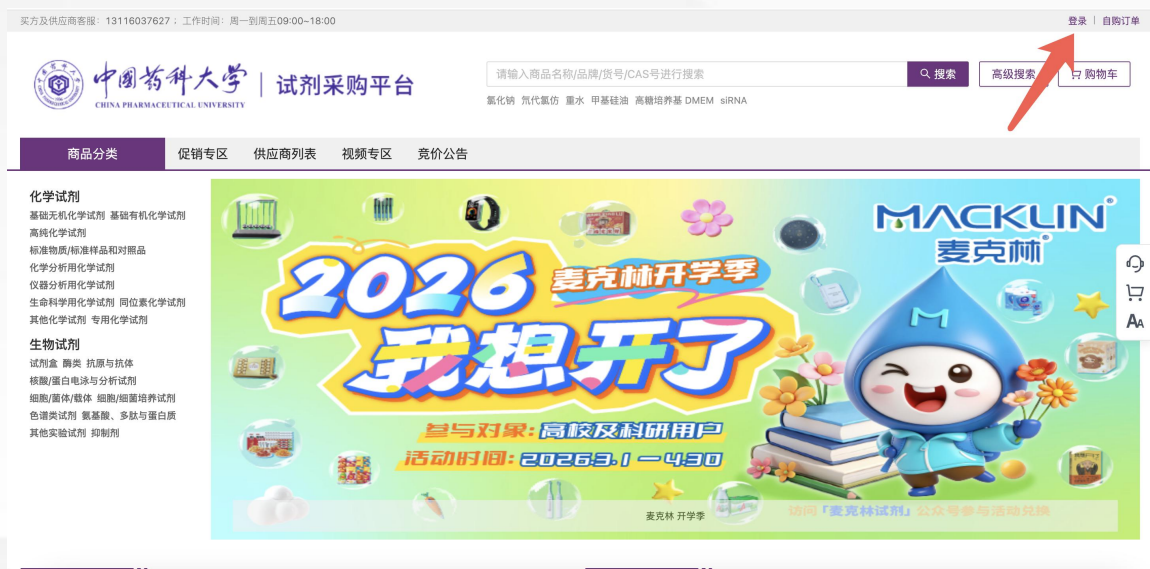 买方及供应商客服：13116037627 ；工作时间：周一到周五09:00~18:00
登录 | 自购订单
中国药科大学 | 试剂采购平台
CHINA PHARMACEUTICAL UNIVERSITY
请输入商品名称/品牌/货号/CAS号进行搜索
搜索
高级搜索
购物车
氯化钠 氘代氯仿 重水 甲基硅油 高糖培养基 DMEM siRNA
商品分类 促销专区 供应商列表 视频专区 竞价公告
化学试剂
基础无机化学试剂 基础有机化学试剂
高纯化学试剂
标准物质/标准样品和对照品
化学分析用化学试剂
仪器分析用化学试剂
生命科学用化学试剂 同位素化学试剂
其他化学试剂 专用化学试剂
生物试剂
试剂盒 酶类 抗原与抗体
核酸/蛋白电泳与分析试剂
细胞/菌体/载体 细胞/细菌培养试剂
色谱类试剂 氨基酸、多肽与蛋白质
其他实验试剂 抑制剂
MACKLIN®
麦克林®
2026 麦克林开学季
我想开了
参与对象：高校及科研用户
活动时间：2026.3.1—4.30
M
麦克林 开学季
访问「麦克林试剂」公众号参与活动兑换
AA